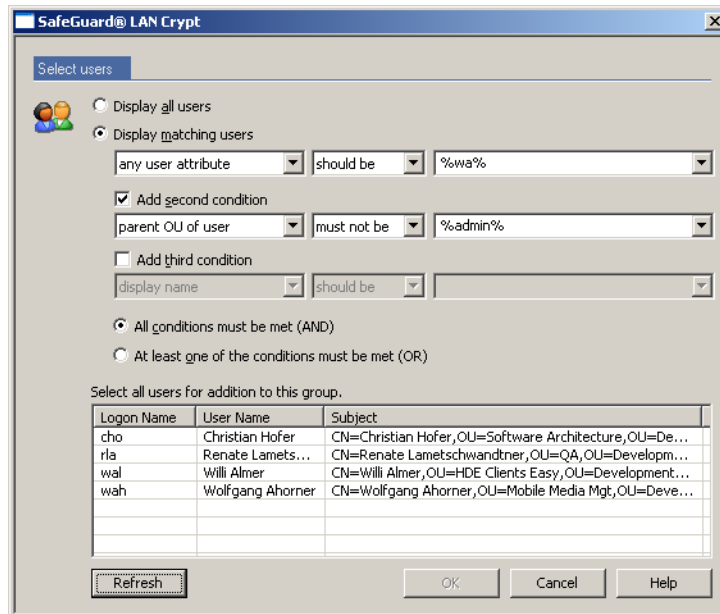 SafeGuard® LAN Crypt
Select users
Display all users
Display matching users
any user attribute should be %wa%
Add second condition
parent OU of user must not be %admin%
Add third condition
display name should be
All conditions must be met (AND)
At least one of the conditions must be met (OR)
Select all users for addition to this group.
Logon Name User Name Subject
cho Christian Hofer CN=Christian Hofer,OU=Software Architecture,OU=De...
rla Renate Lamets... CN=Renate Lametschwandtner,OU=QA,OU=Developm...
wal Willi Almer CN=Willi Almer,OU=HDE Clients Easy,OU=Development...
wah Wolfgang Ahorner CN=Wolfgang Ahorner,OU=Mobile Media Mgt,OU=Deve...
Refresh OK Cancel Help